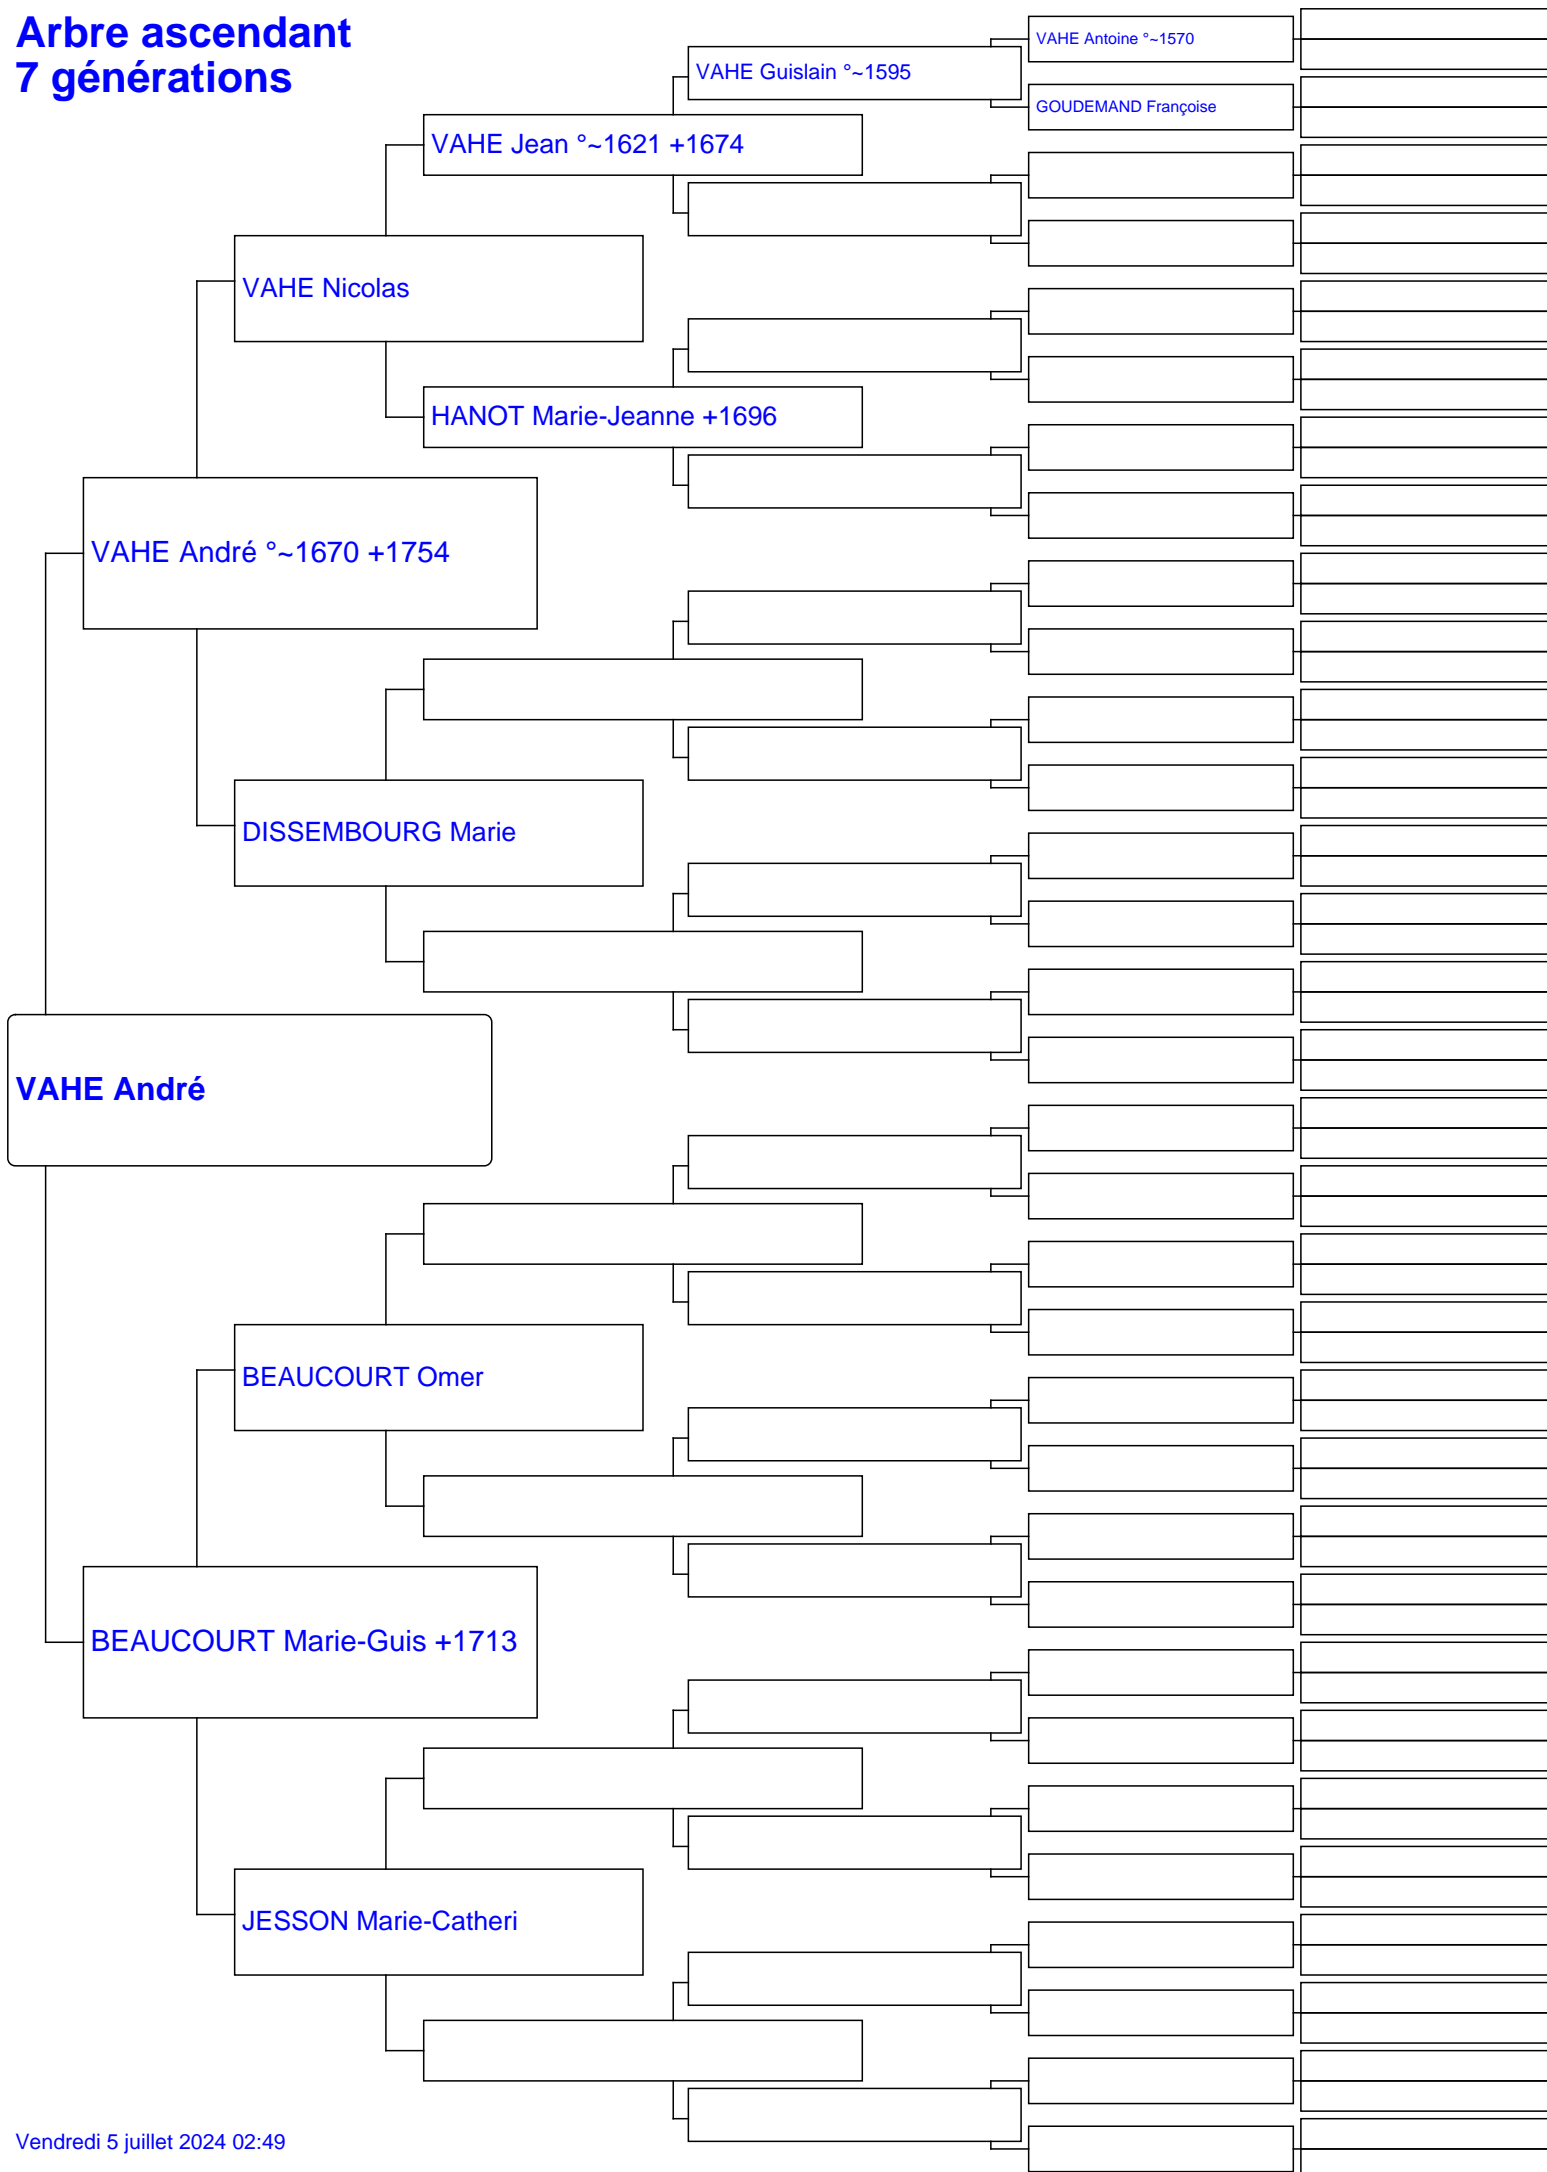 Arbre ascendant
7 générations
VAHE Antoine °~1570
VAHE Guislain °~1595
GOUDEMAND Françoise
VAHE Jean °~1621 +1674
VAHE Nicolas
HANOT Marie-Jeanne +1696
VAHE André °~1670 +1754
DISSEMBOURG Marie
VAHE André
BEAUCOURT Omer
BEAUCOURT Marie-Guis +1713
JESSON Marie-Catheri
Vendredi 5 juillet 2024 02:49